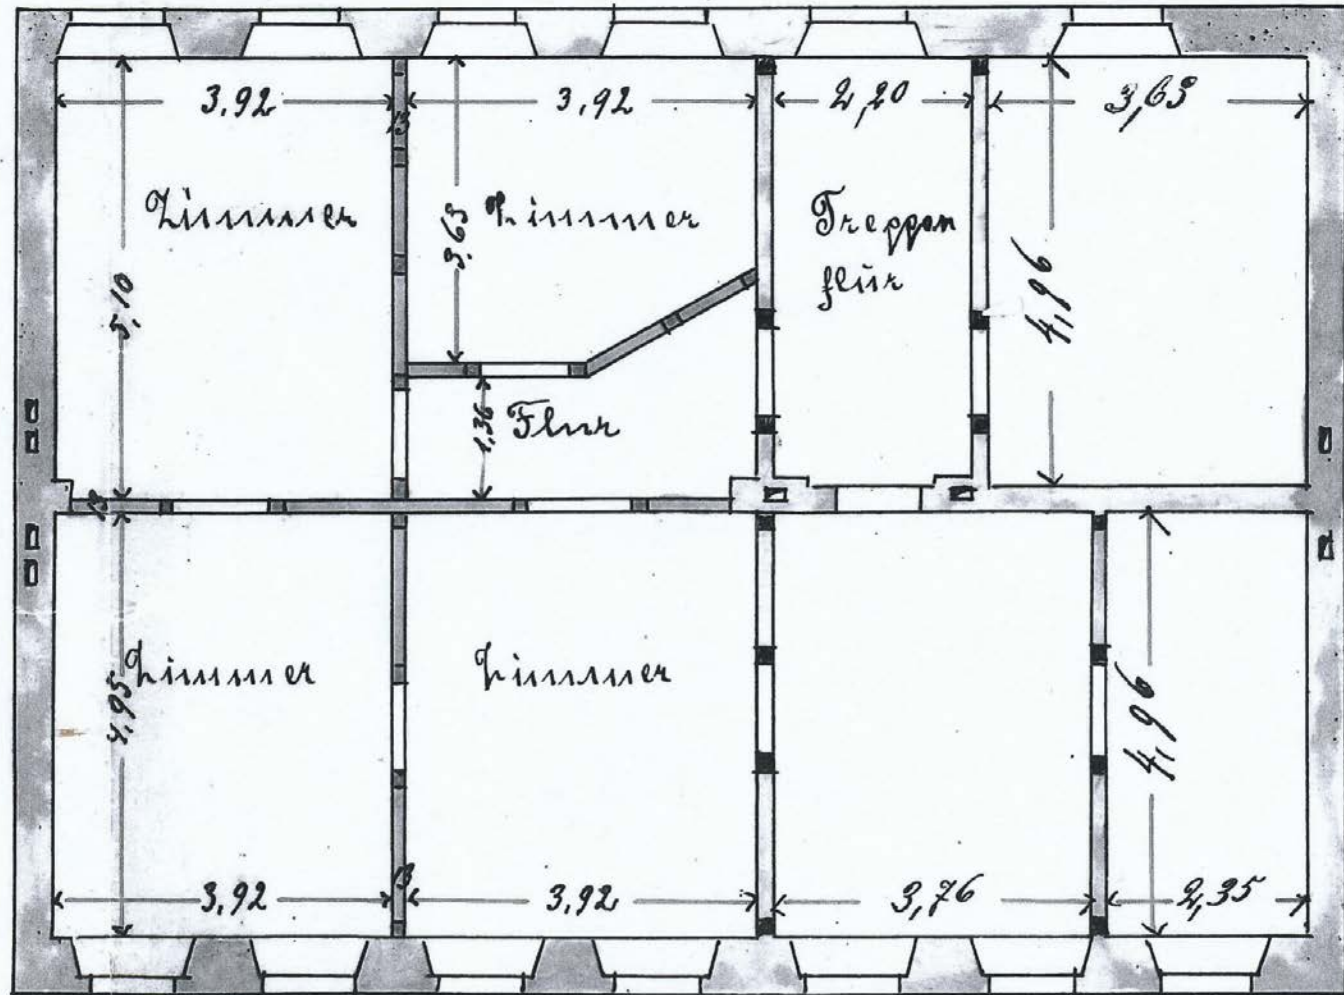 3,92
3,92
2,20
3,63
13
Zimmer
3,63
Zimmer
Treppen
flur
5,10
4,96
1,36
Flur
13
Zimmer
Zimmer
4,95
4,96
13
3,92
3,92
3,76
2,35